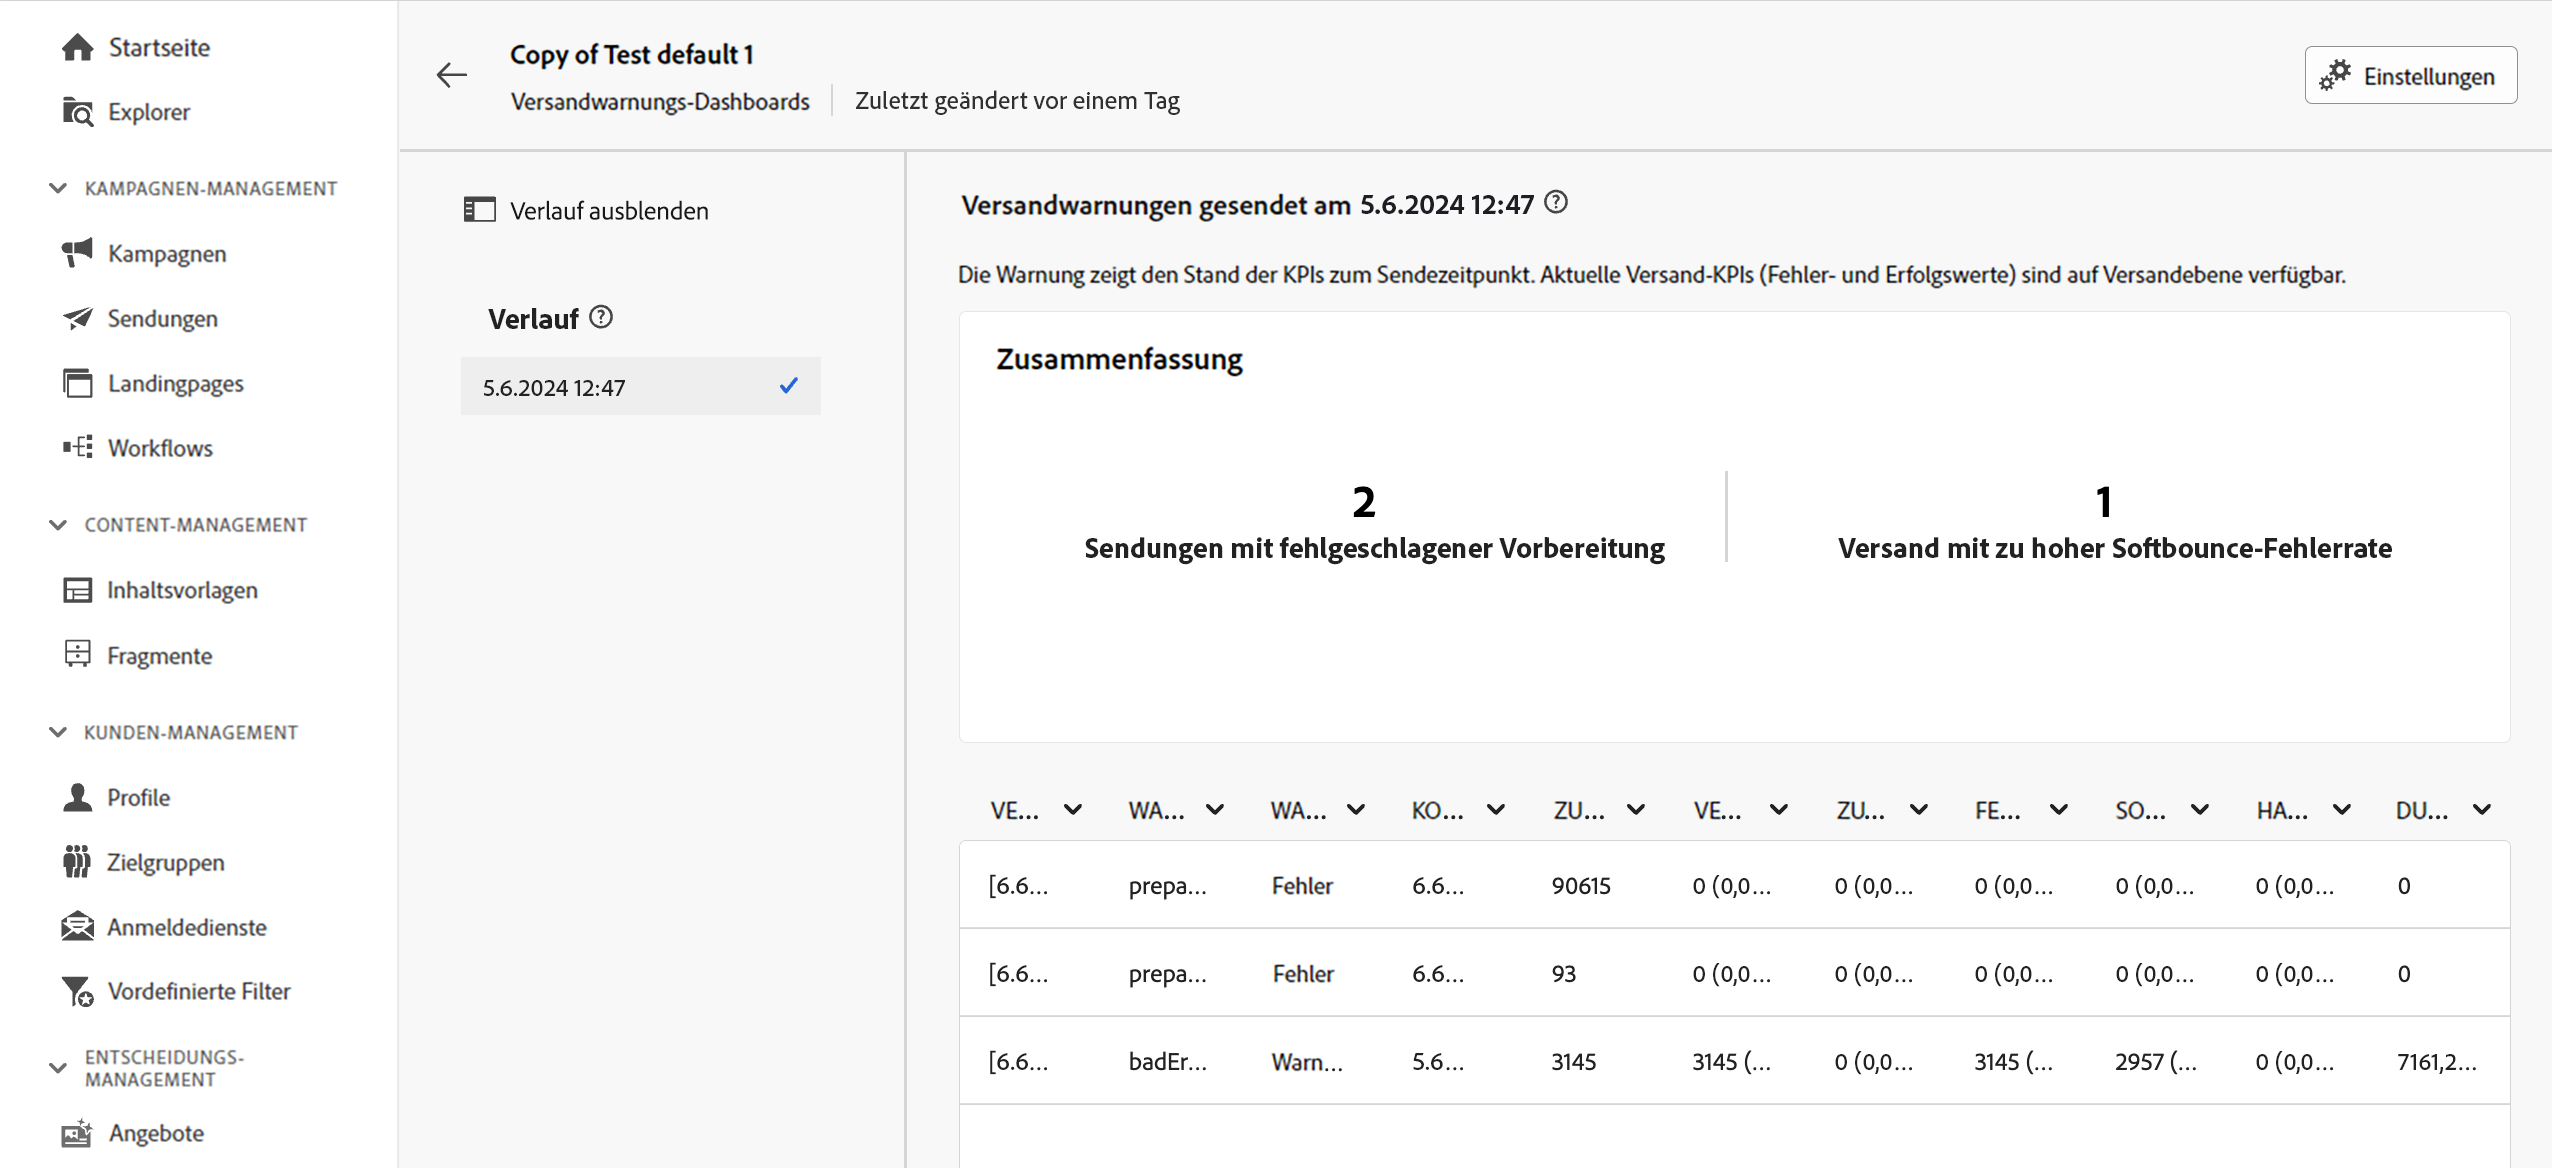 Startseite
Explorer
KAMPAGNEN-MANAGEMENT
Kampagnen
Sendungen
Landingpages
Workflows
CONTENT-MANAGEMENT
Inhaltsvorlagen
Fragmente
KUNDEN-MANAGEMENT
Profile
Zielgruppen
Anmeldedienste
Vordefinierte Filter
ENTSCHEIDUNGS-
MANAGEMENT
Angebote
Copy of Test default 1
Versandwarnungs-Dashboards Zuletzt geändert vor einem Tag
Einstellungen
Verlauf ausblenden
Verlauf
5.6.2024 12:47
Versandwarnungen gesendet am 5.6.2024 12:47
Die Warnung zeigt den Stand der KPIs zum Sendezeitpunkt. Aktuelle Versand-KPIs (Fehler- und Erfolgswerte) sind auf Versandebene verfügbar.
Zusammenfassung
2
Sendungen mit fehlgeschlagener Vorbereitung
1
Versand mit zu hoher Softbounce-Fehlerrate
VE... WA... WA... KO... ZU... VE... ZU... FE... SO... HA... DU...
[6.6... prepa... Fehler 6.6... 90615 0 (0,0... 0 (0,0... 0 (0,0... 0 (0,0... 0 (0,0... 0
[6.6... prepa... Fehler 6.6... 93 0 (0,0... 0 (0,0... 0 (0,0... 0 (0,0... 0 (0,0... 0
[6.6... badEr... Warn... 5.6... 3145 3145 (... 0 (0,0... 3145 (... 2957 (... 0 (0,0... 7161,2...